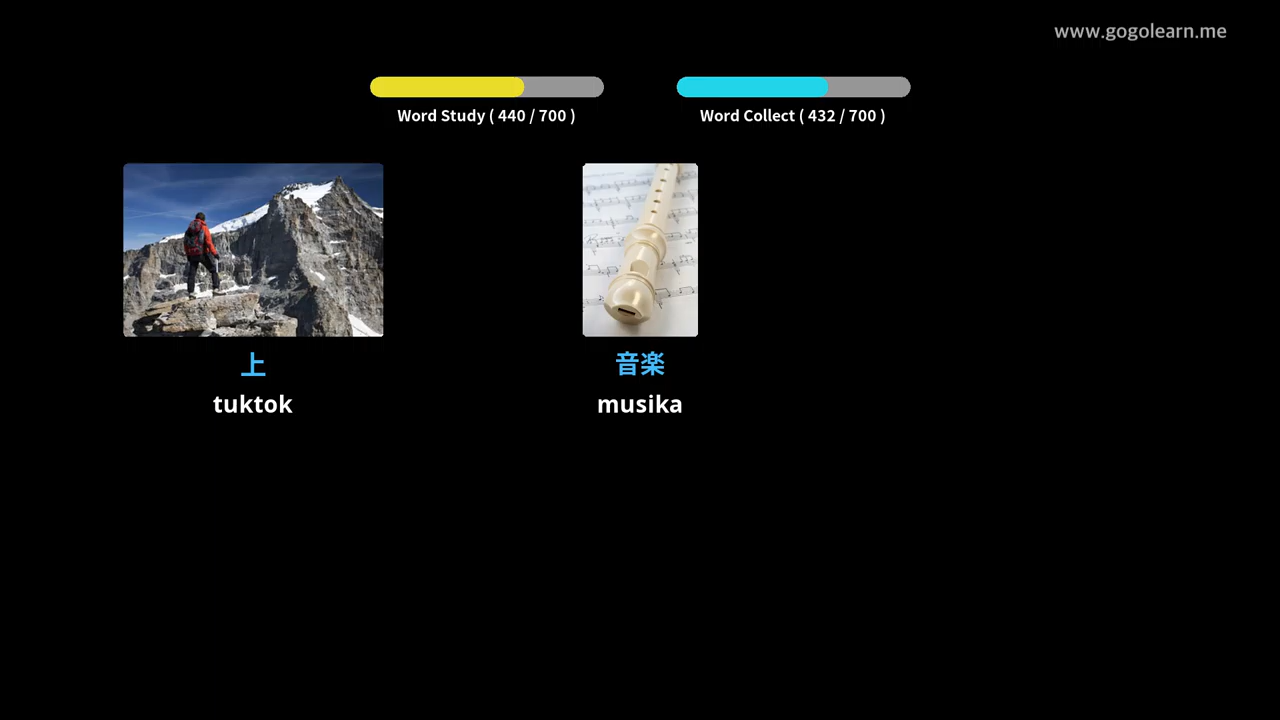 www.gogolearn.me
Word Study ( 440 / 700 )
Word Collect ( 432 / 700 )
上
tuktok
音楽
musika